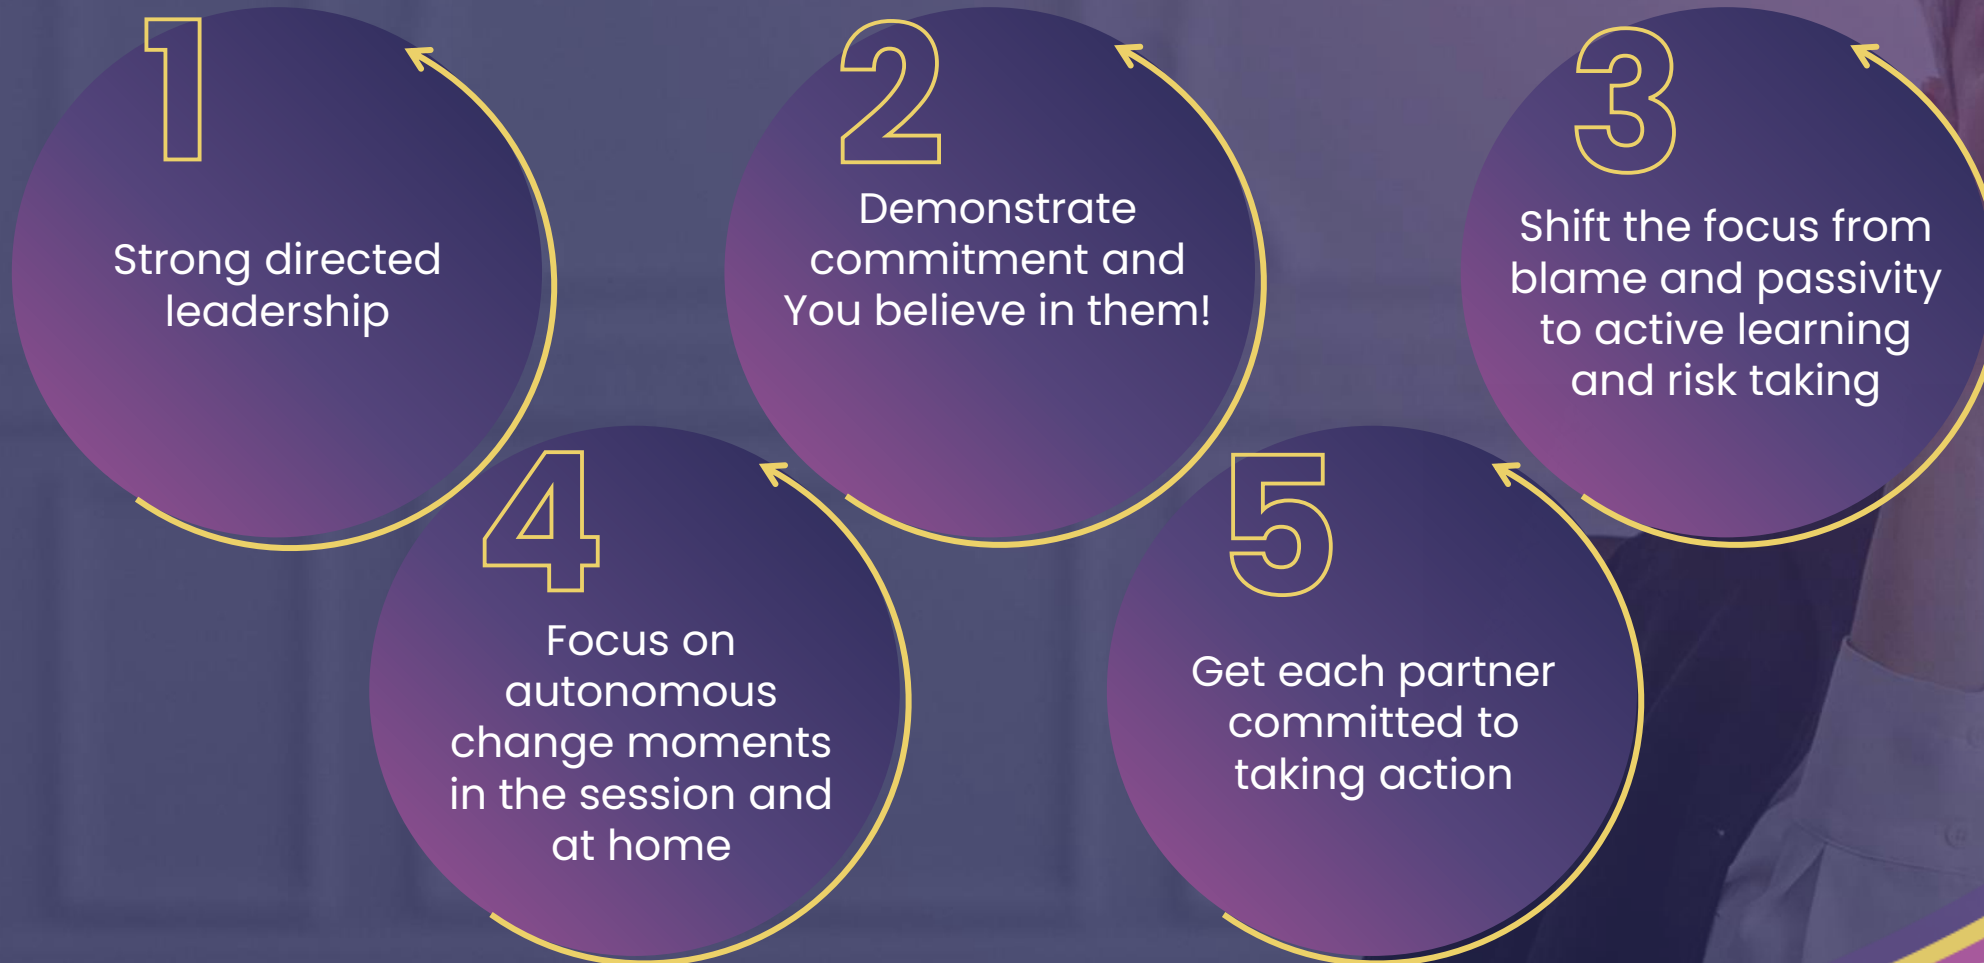 1
Strong directed
leadership
2
Demonstrate
commitment and
You believe in them!
3
Shift the focus from
blame and passivity
to active learning
and risk taking
4
Focus on
autonomous
change moments
in the session and
at home
5
Get each partner
committed to
taking action